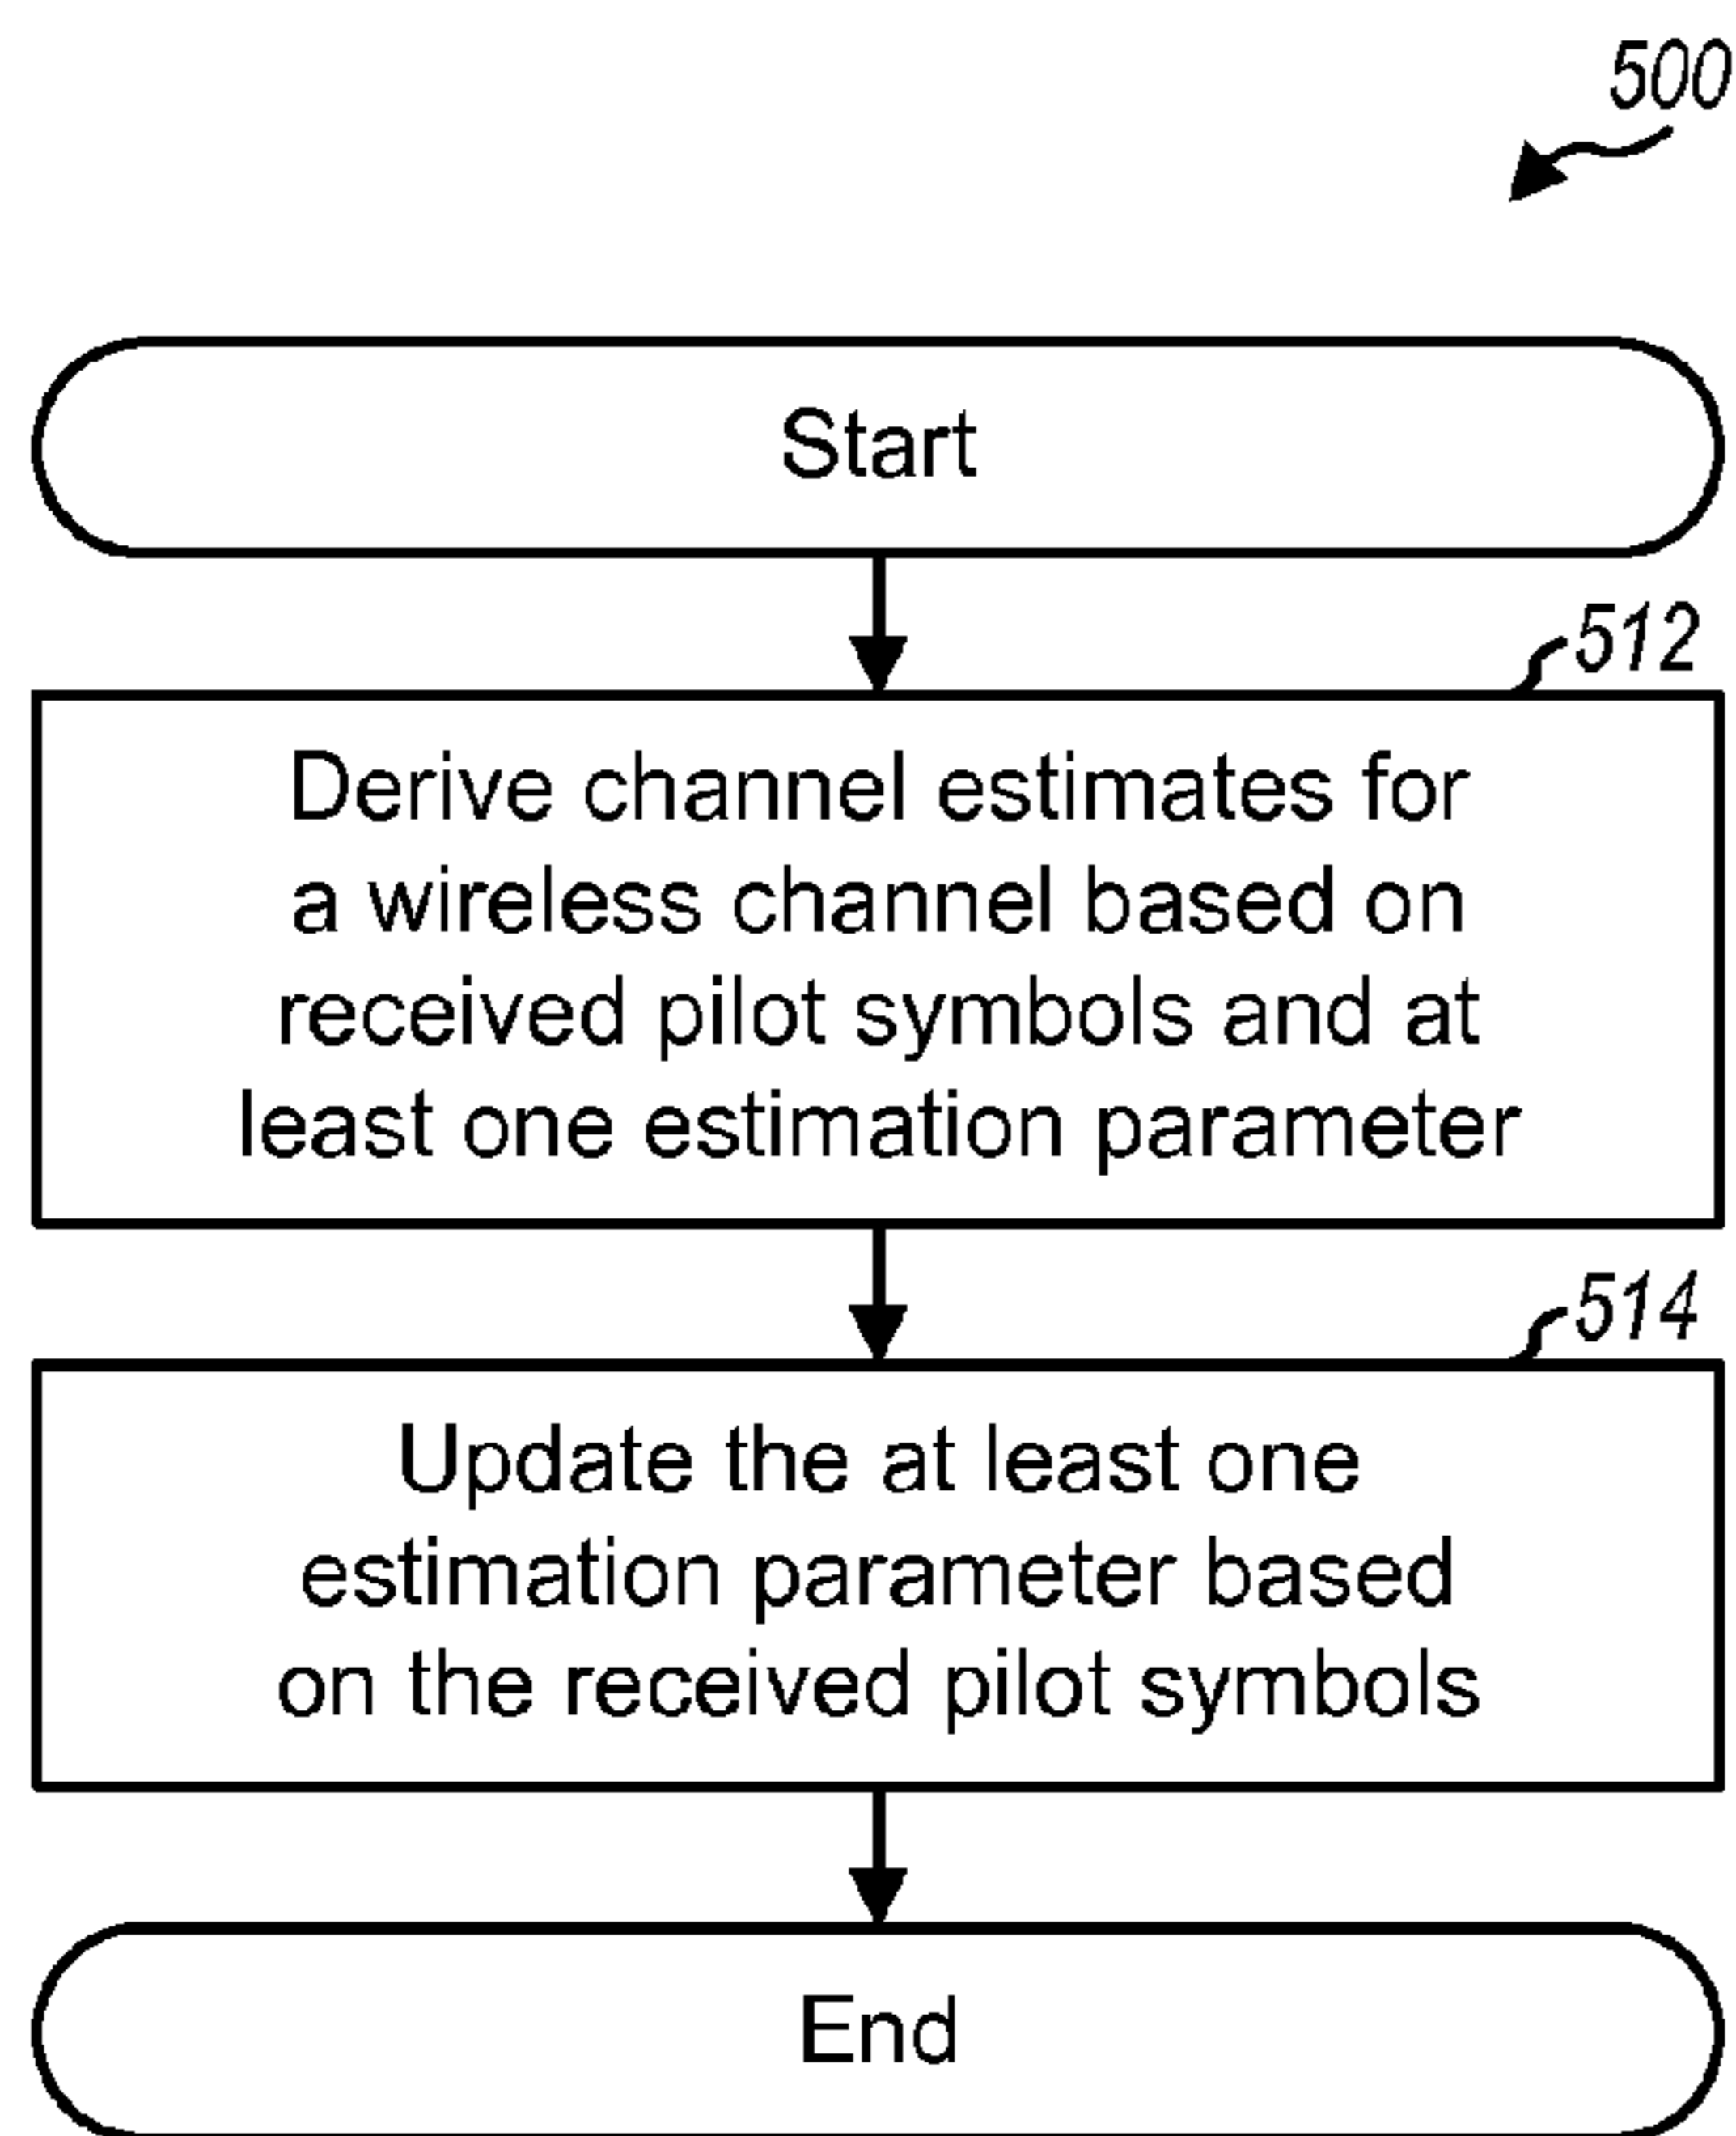 500
Start
512
Derive channel estimates for
a wireless channel based on
received pilot symbols and at
least one estimation parameter
514
Update the at least one
estimation parameter based
on the received pilot symbols
End